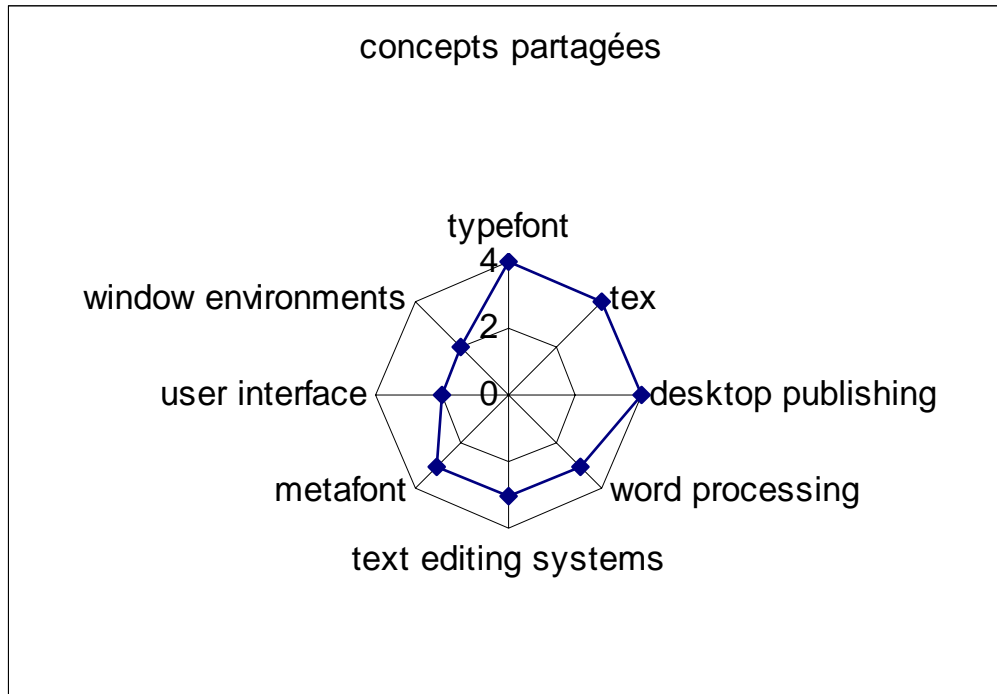 concepts partagées
typefont
4
window environments
tex
2
user interface
0
desktop publishing
metafont
word processing
text editing systems